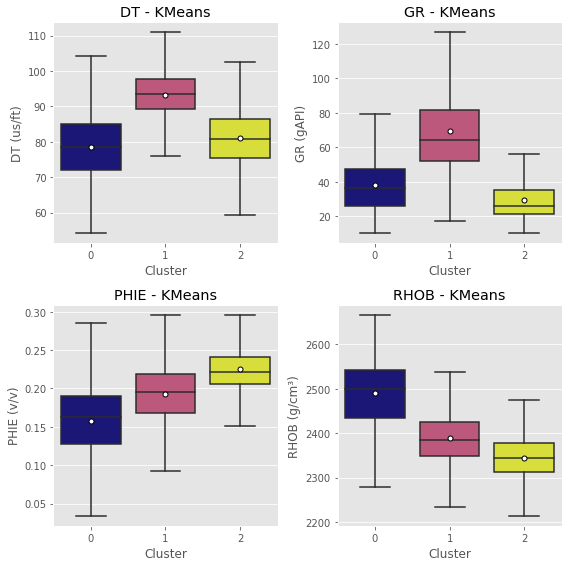 DT - KMeans
DT (us/ft)
110
100
90
80
70
60
0 1 2
Cluster
GR - KMeans
GR (gAPI)
120
100
80
60
40
20
0 1 2
Cluster
PHIE - KMeans
PHIE (v/v)
0.30
0.25
0.20
0.15
0.10
0.05
0 1 2
Cluster
RHOB - KMeans
RHOB (g/cm³)
2600
2500
2400
2300
2200
0 1 2
Cluster